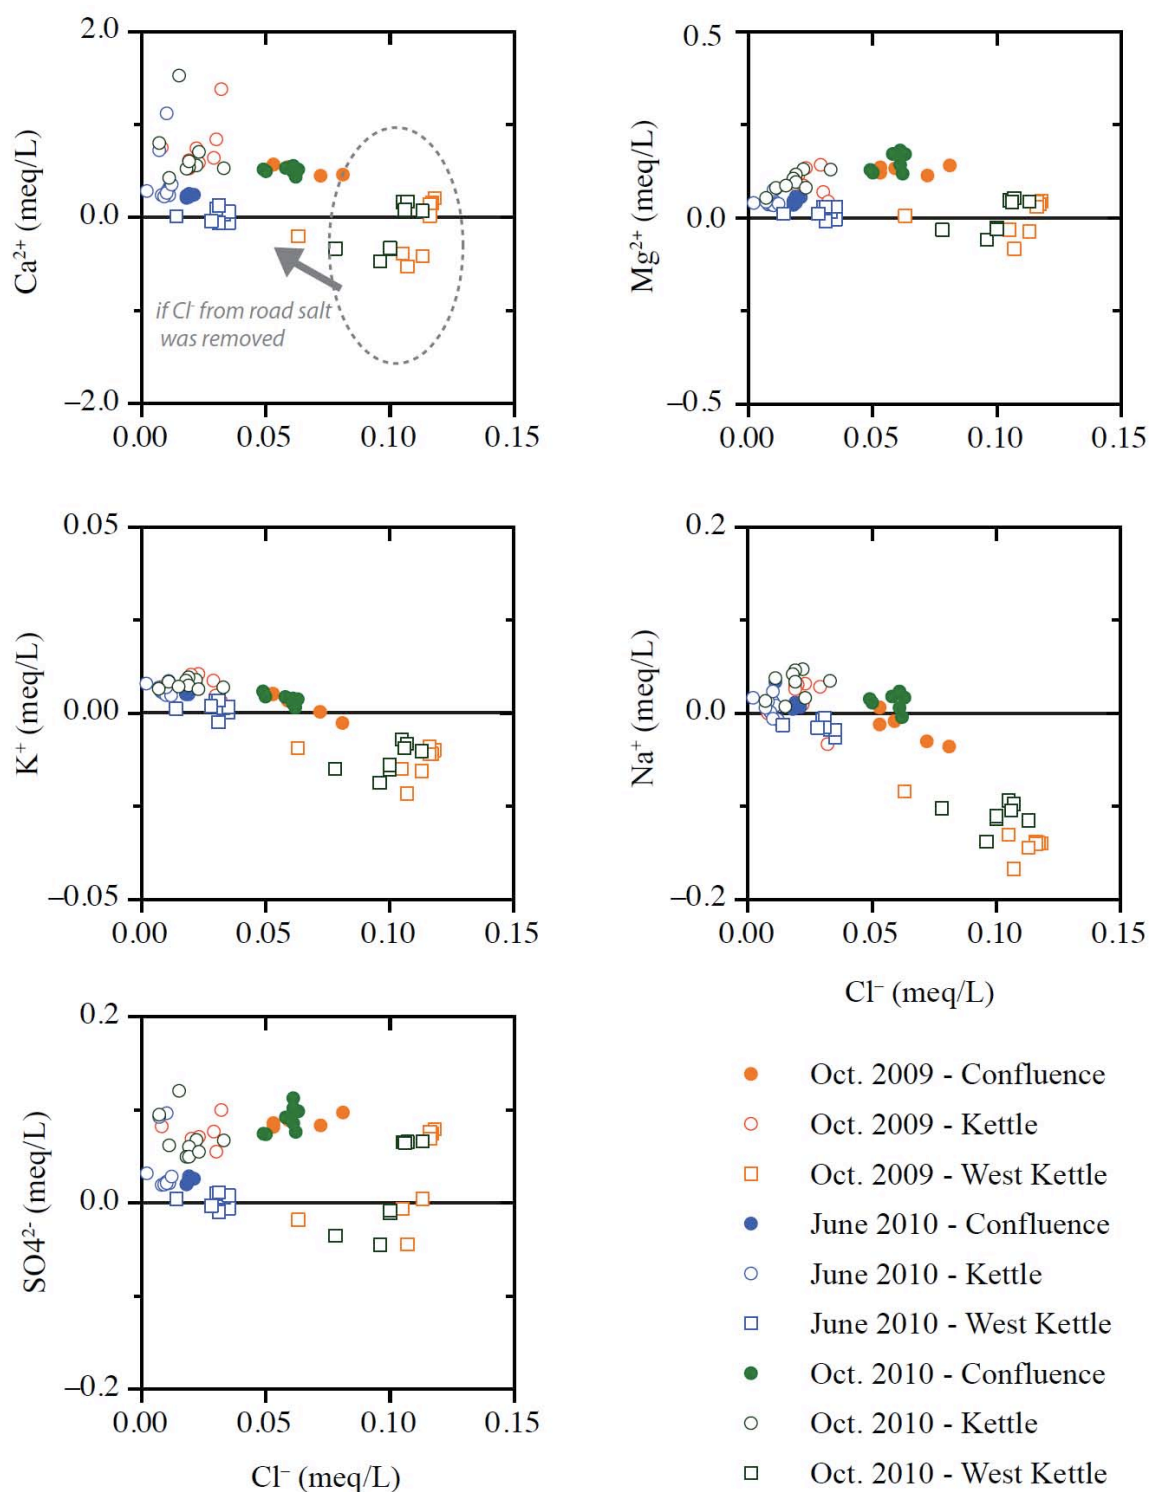 2.0
0.0
–2.0
Ca²⁺ (meq/L)
if Cl⁻ from road salt
was removed
0.00 0.05 0.10 0.15
0.5
0.0
–0.5
Mg²⁺ (meq/L)
0.00 0.05 0.10 0.15
0.05
0.00
–0.05
K⁺ (meq/L)
0.00 0.05 0.10 0.15
0.2
0.0
–0.2
Na⁺ (meq/L)
0.00 0.05 0.10 0.15
Cl⁻ (meq/L)
0.2
0.0
–0.2
SO4²⁻ (meq/L)
0.00 0.05 0.10 0.15
Cl⁻ (meq/L)
Oct. 2009 - Confluence
Oct. 2009 - Kettle
Oct. 2009 - West Kettle
June 2010 - Confluence
June 2010 - Kettle
June 2010 - West Kettle
Oct. 2010 - Confluence
Oct. 2010 - Kettle
Oct. 2010 - West Kettle